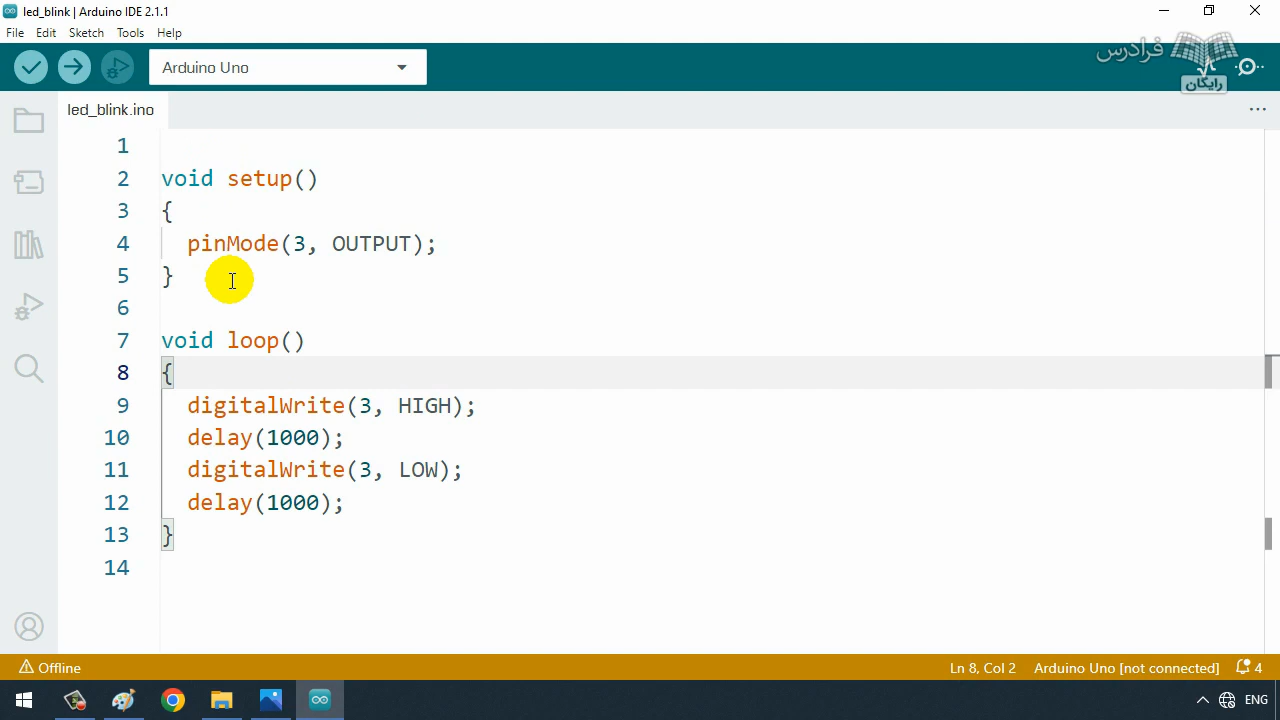 led_blink | Arduino IDE 2.1.1
File Edit Sketch Tools Help
Arduino Uno
فرادرس
رایگان
led_blink.ino
1
2 void setup()
3 {
4 pinMode(3, OUTPUT);
5 }
6
7 void loop()
8 {
9 digitalWrite(3, HIGH);
10 delay(1000);
11 digitalWrite(3, LOW);
12 delay(1000);
13 }
14
Offline Ln 8, Col 2 Arduino Uno [not connected] 4
ENG